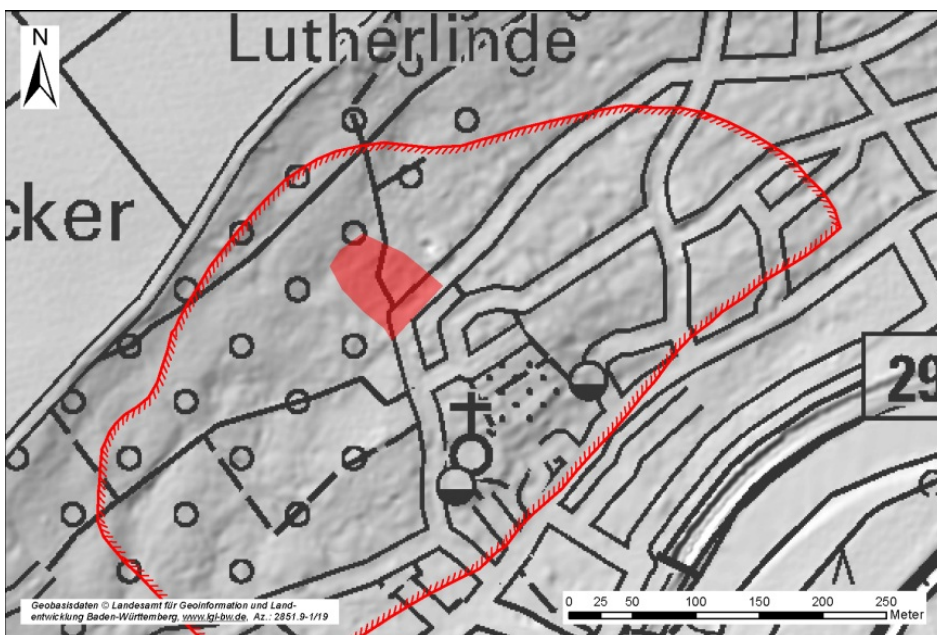 N
Lutherlinde
cker
29
Geobasisdaten © Landesamt für Geoinformation und Land-
entwicklung Baden-Württemberg, www.lgl-bw.de, Az.: 2851.9-1/19
0 25 50 100 150 200 250
Meter